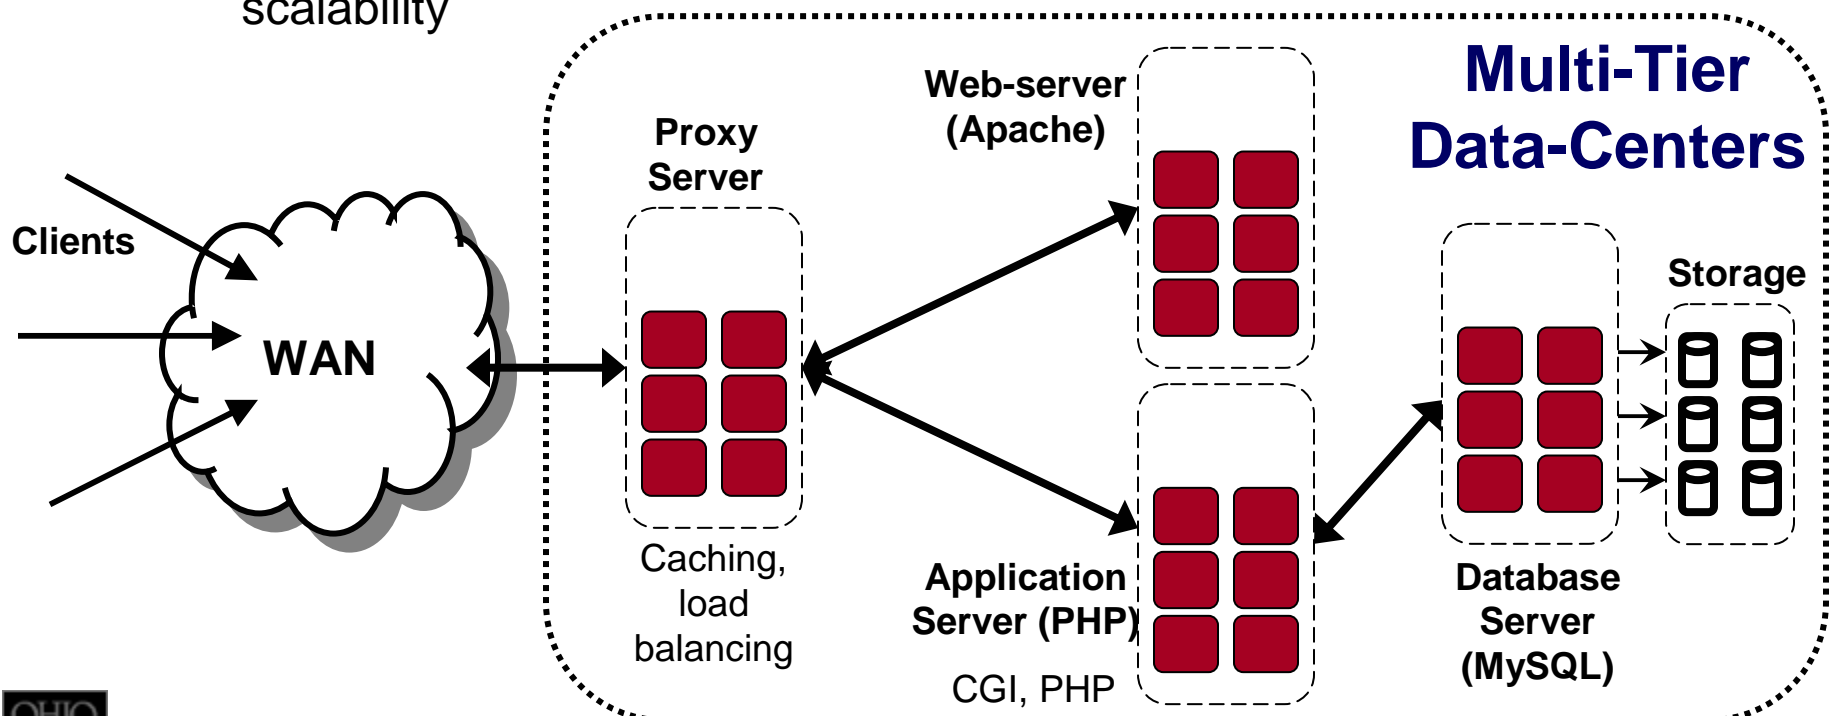 scalability
Multi-Tier
Data-Centers
Web-server
(Apache)
Proxy
Server
Clients
WAN
Storage
Caching,
load
balancing
Application
Server (PHP)
CGI, PHP
Database
Server
(MySQL)
OHIO